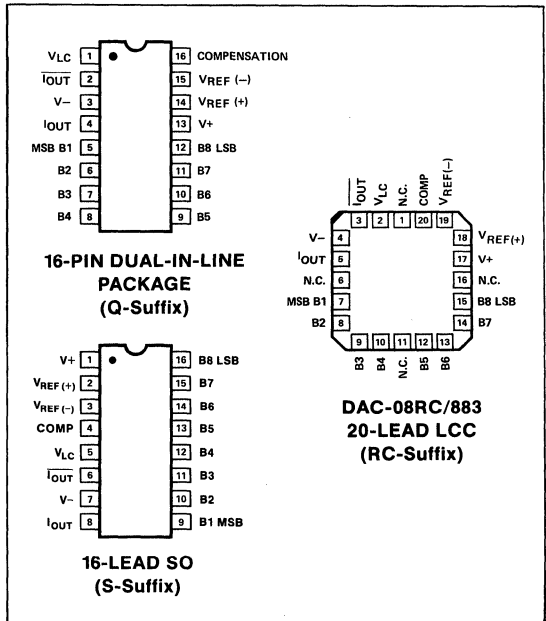 VLC 1 16 COMPENSATION
IOUT 2 15 VREF (–)
V– 3 14 VREF (+)
IOUT 4 13 V+
MSB B1 5 12 B8 LSB
B2 6 11 B7
B3 7 10 B6
B4 8 9 B5
16-PIN DUAL-IN-LINE
PACKAGE
(Q-Suffix)
V+ 1 16 B8 LSB
VREF (+) 2 15 B7
VREF (–) 3 14 B6
COMP 4 13 B5
VLC 5 12 B4
IOUT 6 11 B3
V– 7 10 B2
IOUT 8 9 B1 MSB
16-LEAD SO
(S-Suffix)
IOUT VLC N.C. COMP VREF(–)
3 2 1 20 19
V– 4 18 VREF(+)
IOUT 5 17 V+
N.C. 6 16 N.C.
MSB B1 7 15 B8 LSB
B2 8 14 B7
9 10 11 12 13
B3 B4 N.C. B5 B6
DAC-08RC/883
20-LEAD LCC
(RC-Suffix)